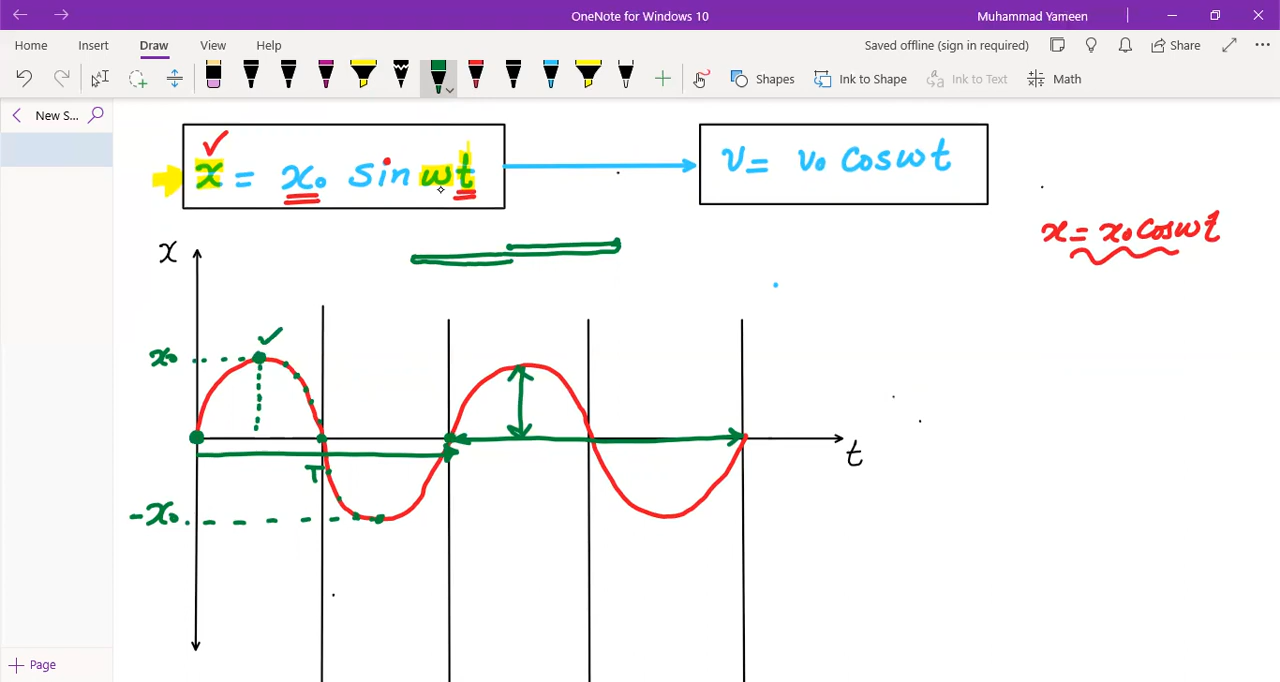 OneNote for Windows 10
Muhammad Yameen
Home Insert Draw View Help
Saved offline (sign in required) Share
Shapes Ink to Shape Ink to Text Math
New S...
x = x₀ sin ωt
v = v₀ cos ωt
x = x₀ cos ωt
x
x₀
t
T
-x₀
Page